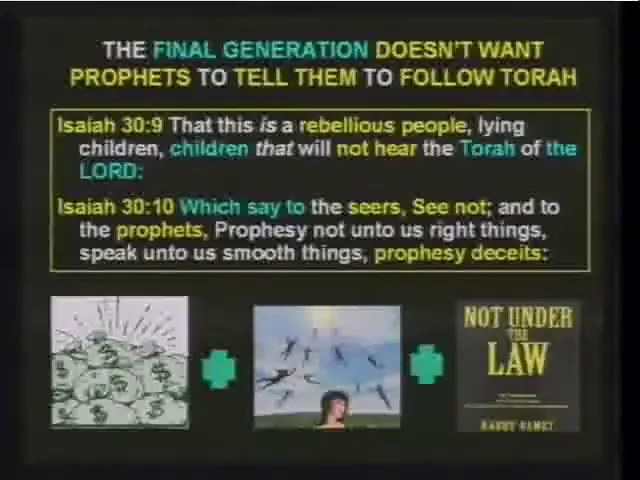 THE FINAL GENERATION DOESN'T WANT
PROPHETS TO TELL THEM TO FOLLOW TORAH
Isaiah 30:9 That this is a rebellious people, lying
children, children that will not hear the Torah of the
LORD:
Isaiah 30:10 Which say to the seers, See not; and to
the prophets, Prophesy not unto us right things,
speak unto us smooth things, prophesy deceits:
$ $ $ $ $ $
NOT UNDER
THE
LAW